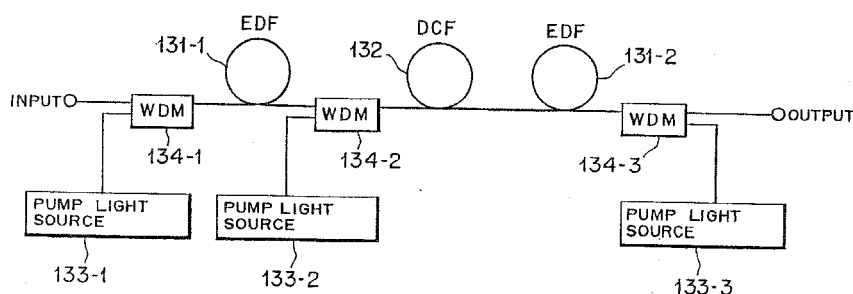 EDF
DCF
EDF
131-1
132
131-2
INPUT
WDM
WDM
WDM
OUTPUT
134-1
134-2
134-3
PUMP LIGHT
SOURCE
PUMP LIGHT
SOURCE
PUMP LIGHT
SOURCE
133-1
133-2
133-3